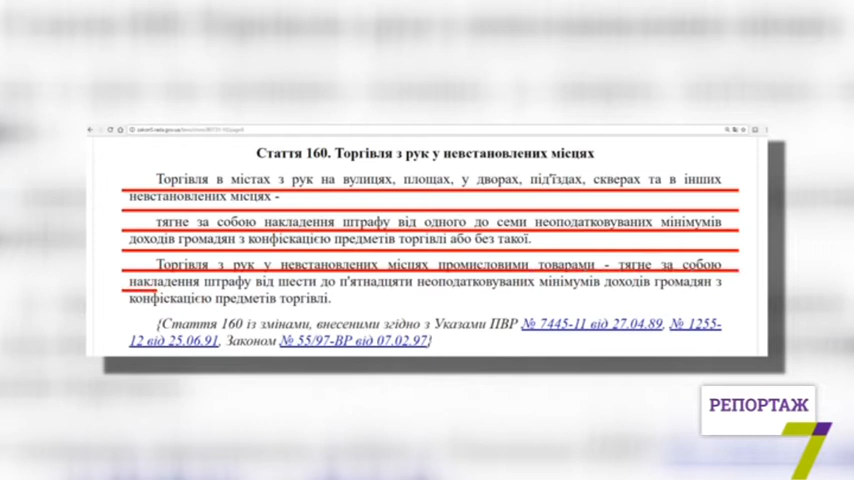 Стаття 160. Торгівля з рук у невстановлених місцях
Торгівля в містах з рук на вулицях, площах, у дворах, під'їздах, скверах та в інших
невстановлених місцях -
тягне за собою накладення штрафу від одного до семи неоподатковуваних мінімумів
доходів громадян з конфіскацією предметів торгівлі або без такої.
Торгівля з рук у невстановлених місцях промисловими товарами - тягне за собою
накладення штрафу від шести до п'ятнадцяти неоподатковуваних мінімумів доходів громадян з
конфіскацією предметів торгівлі.
{Стаття 160 із змінами, внесеними згідно з Указами ПВР № 7445-11 від 27.04.89, № 1255-
12 від 25.06.91, Законом № 55/97-ВР від 07.02.97}
РЕПОРТАЖ
7